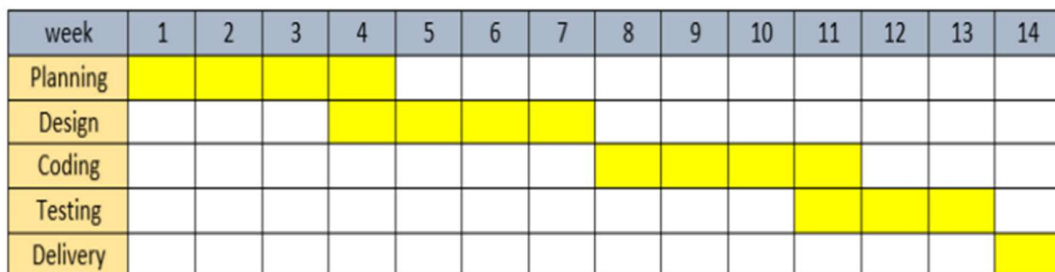 week 1 2 3 4 5 6 7 8 9 10 11 12 13 14
Planning
Design
Coding
Testing
Delivery